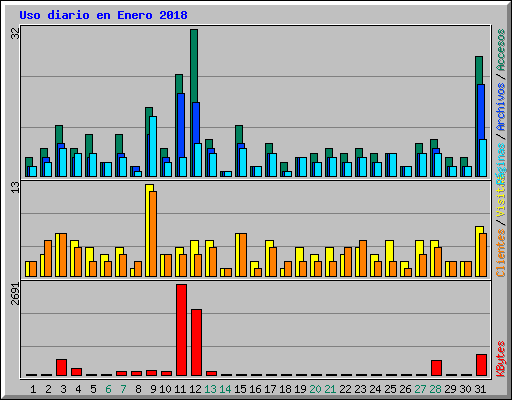 Uso diario en Enero 2018
32
13
2691
Páginas / Archivos / Accesos
Clientes / Visitas
KBytes
1 2 3 4 5 6 7 8 9 10 11 12 13 14 15 16 17 18 19 20 21 22 23 24 25 26 27 28 29 30 31